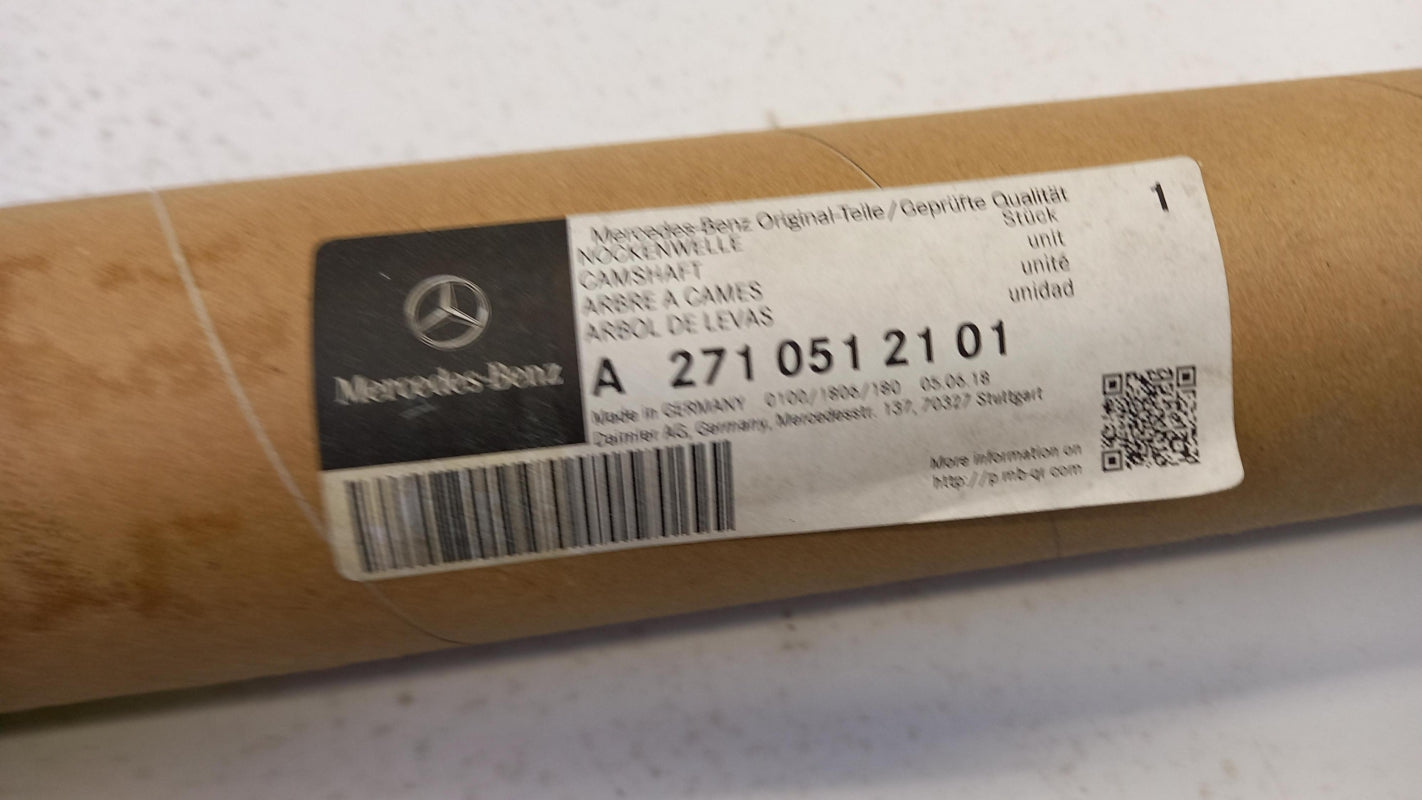 Mercedes-Benz Original-Teile / Geprüfte Qualität
NOCKENWELLE Stück 1
CAMSHAFT unit
ARBRE A CAMES unité
ARBOL DE LEVAS unidad
Mercedes-Benz
A 271 051 21 01
Made in GERMANY 0100/1806/180 05.06.18
Daimler AG, Germany, Mercedesstr. 137, 70327 Stuttgart
More information on
http://p.mb-qr.com